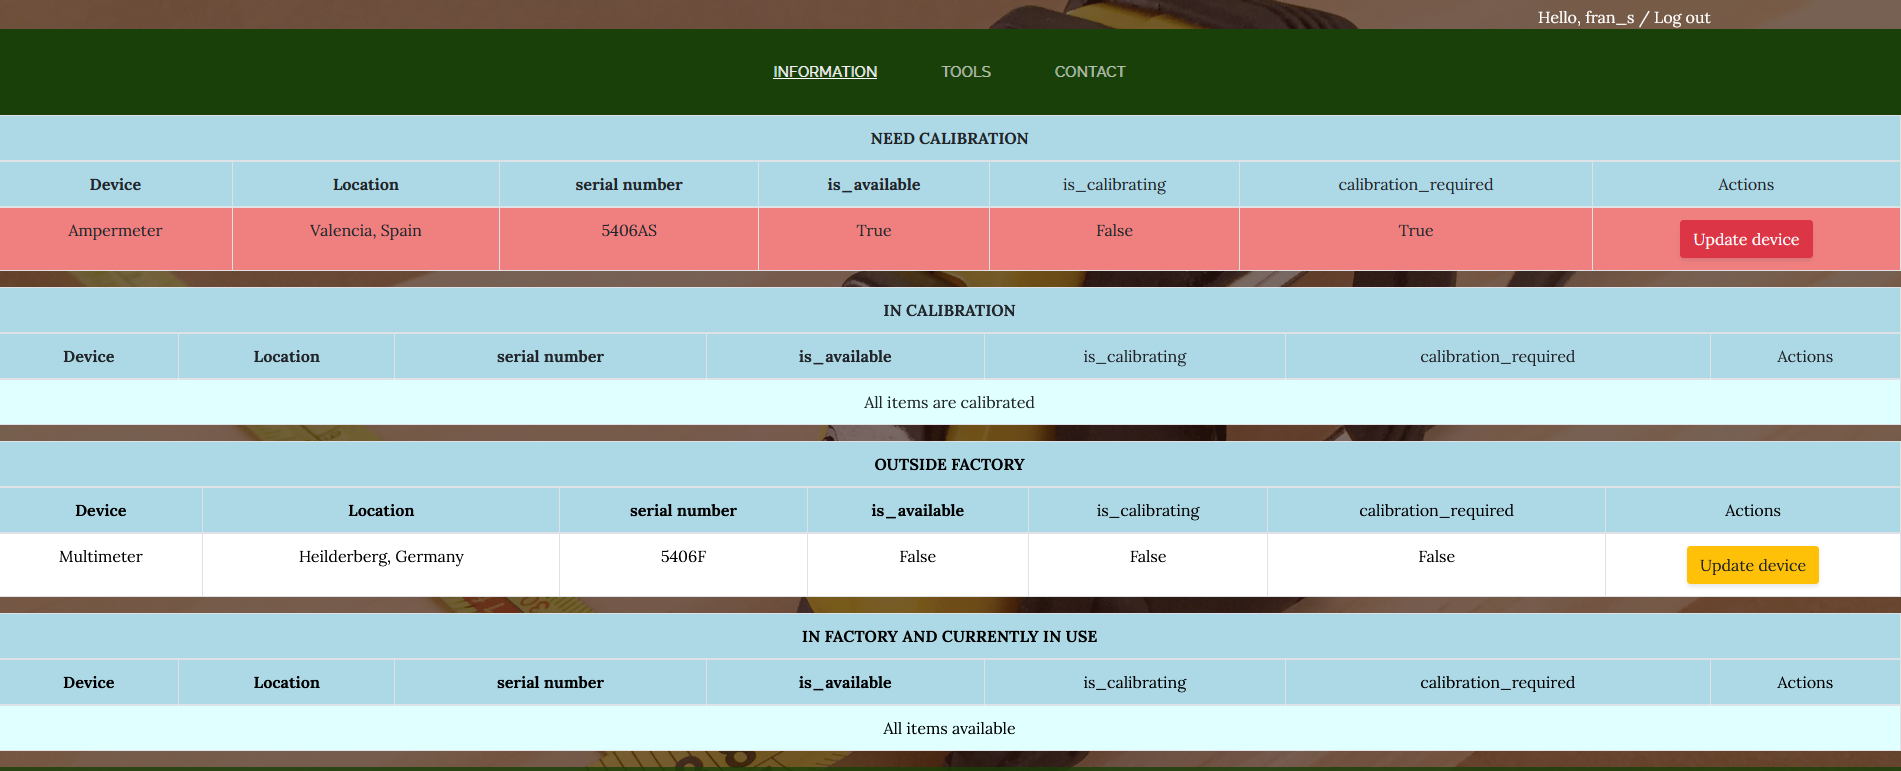 Hello, fran_s / Log out
INFORMATION TOOLS CONTACT
NEED CALIBRATION
Device Location serial number is_available is_calibrating calibration_required Actions
Ampermeter Valencia, Spain 5406AS True False True Update device
IN CALIBRATION
Device Location serial number is_available is_calibrating calibration_required Actions
All items are calibrated
OUTSIDE FACTORY
Device Location serial number is_available is_calibrating calibration_required Actions
Multimeter Heilderberg, Germany 5406F False False False Update device
IN FACTORY AND CURRENTLY IN USE
Device Location serial number is_available is_calibrating calibration_required Actions
All items available